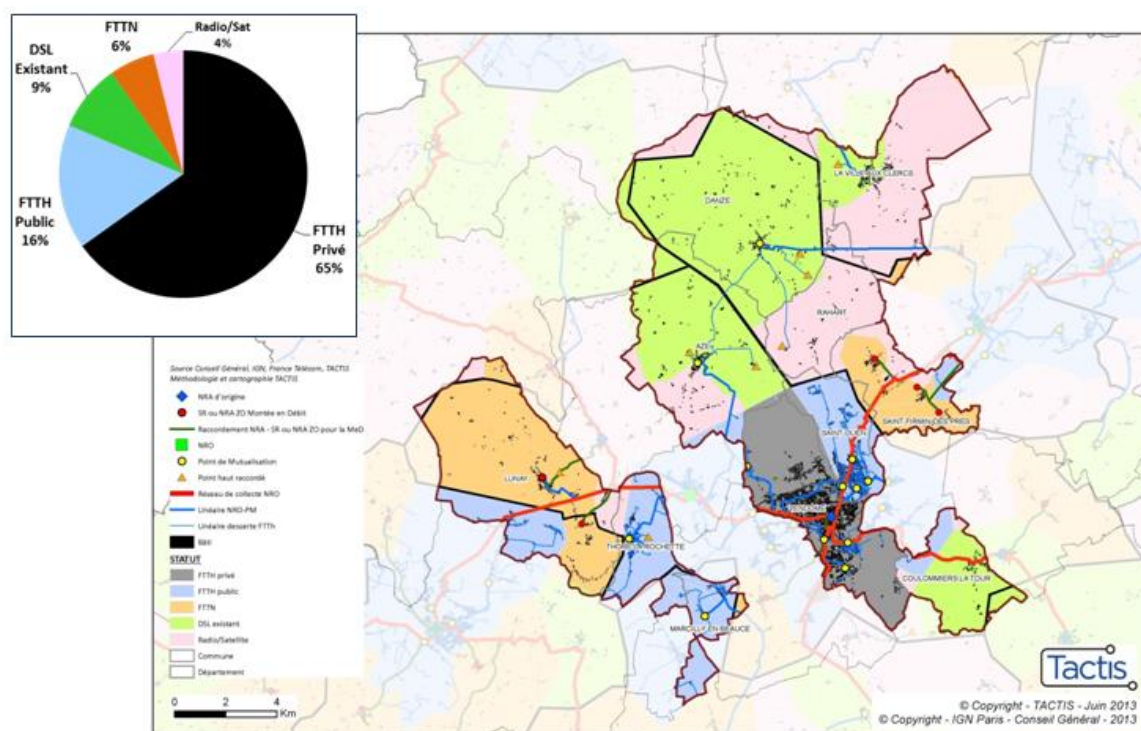 FTTN
6%
Radio/Sat
4%
DSL
Existant
9%
FTTH
Public
16%
FTTH
Privé
65%
LA VILLE AUX CLERCS
DANZE
RAHART
AZE
SAINT FIRMIN DES PRES
SAINT OUEN
LUNAY
VENDOME
THORE LA ROCHETTE
COULOMMIERS LA TOUR
MARCILLY EN BEAUCE
Source Conseil Général, IGN, France Télécom, TACTIS
Méthodologie et cartographie TACTIS
NRA d'origine
SR ou NRA ZO Montée en Débit
Raccordement NRA - SR ou NRA ZO pour la MeD
NRO
Point de Mutualisation
Point haut raccordé
Réseau de collecte NRO
Linéaire NRO-PM
Linéaire desserte FTTh
Bâti
STATUT
FTTH privé
FTTH public
FTTN
DSL existant
Radio/Satellite
Commune
Département
0 2 4
Km
Tactis
© Copyright - TACTIS - Juin 2013
© Copyright - IGN Paris - Conseil Général - 2013